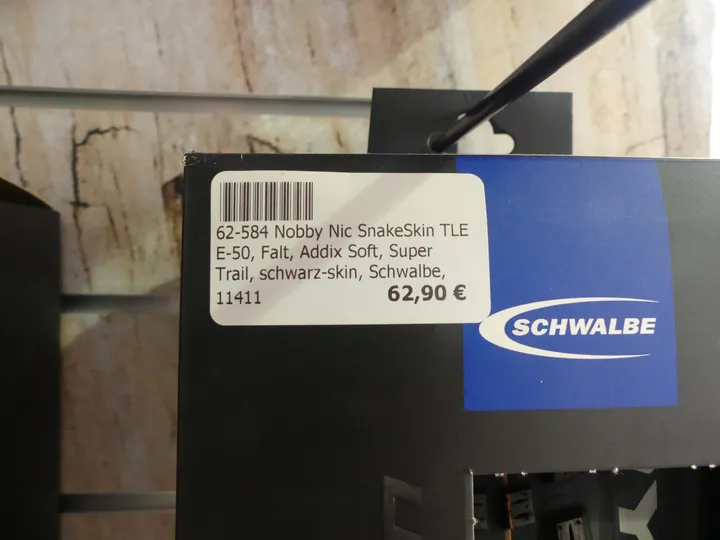 62-584 Nobby Nic SnakeSkin TLE
E-50, Falt, Addix Soft, Super
Trail, schwarz-skin, Schwalbe,
11411 62,90 €
SCHWALBE